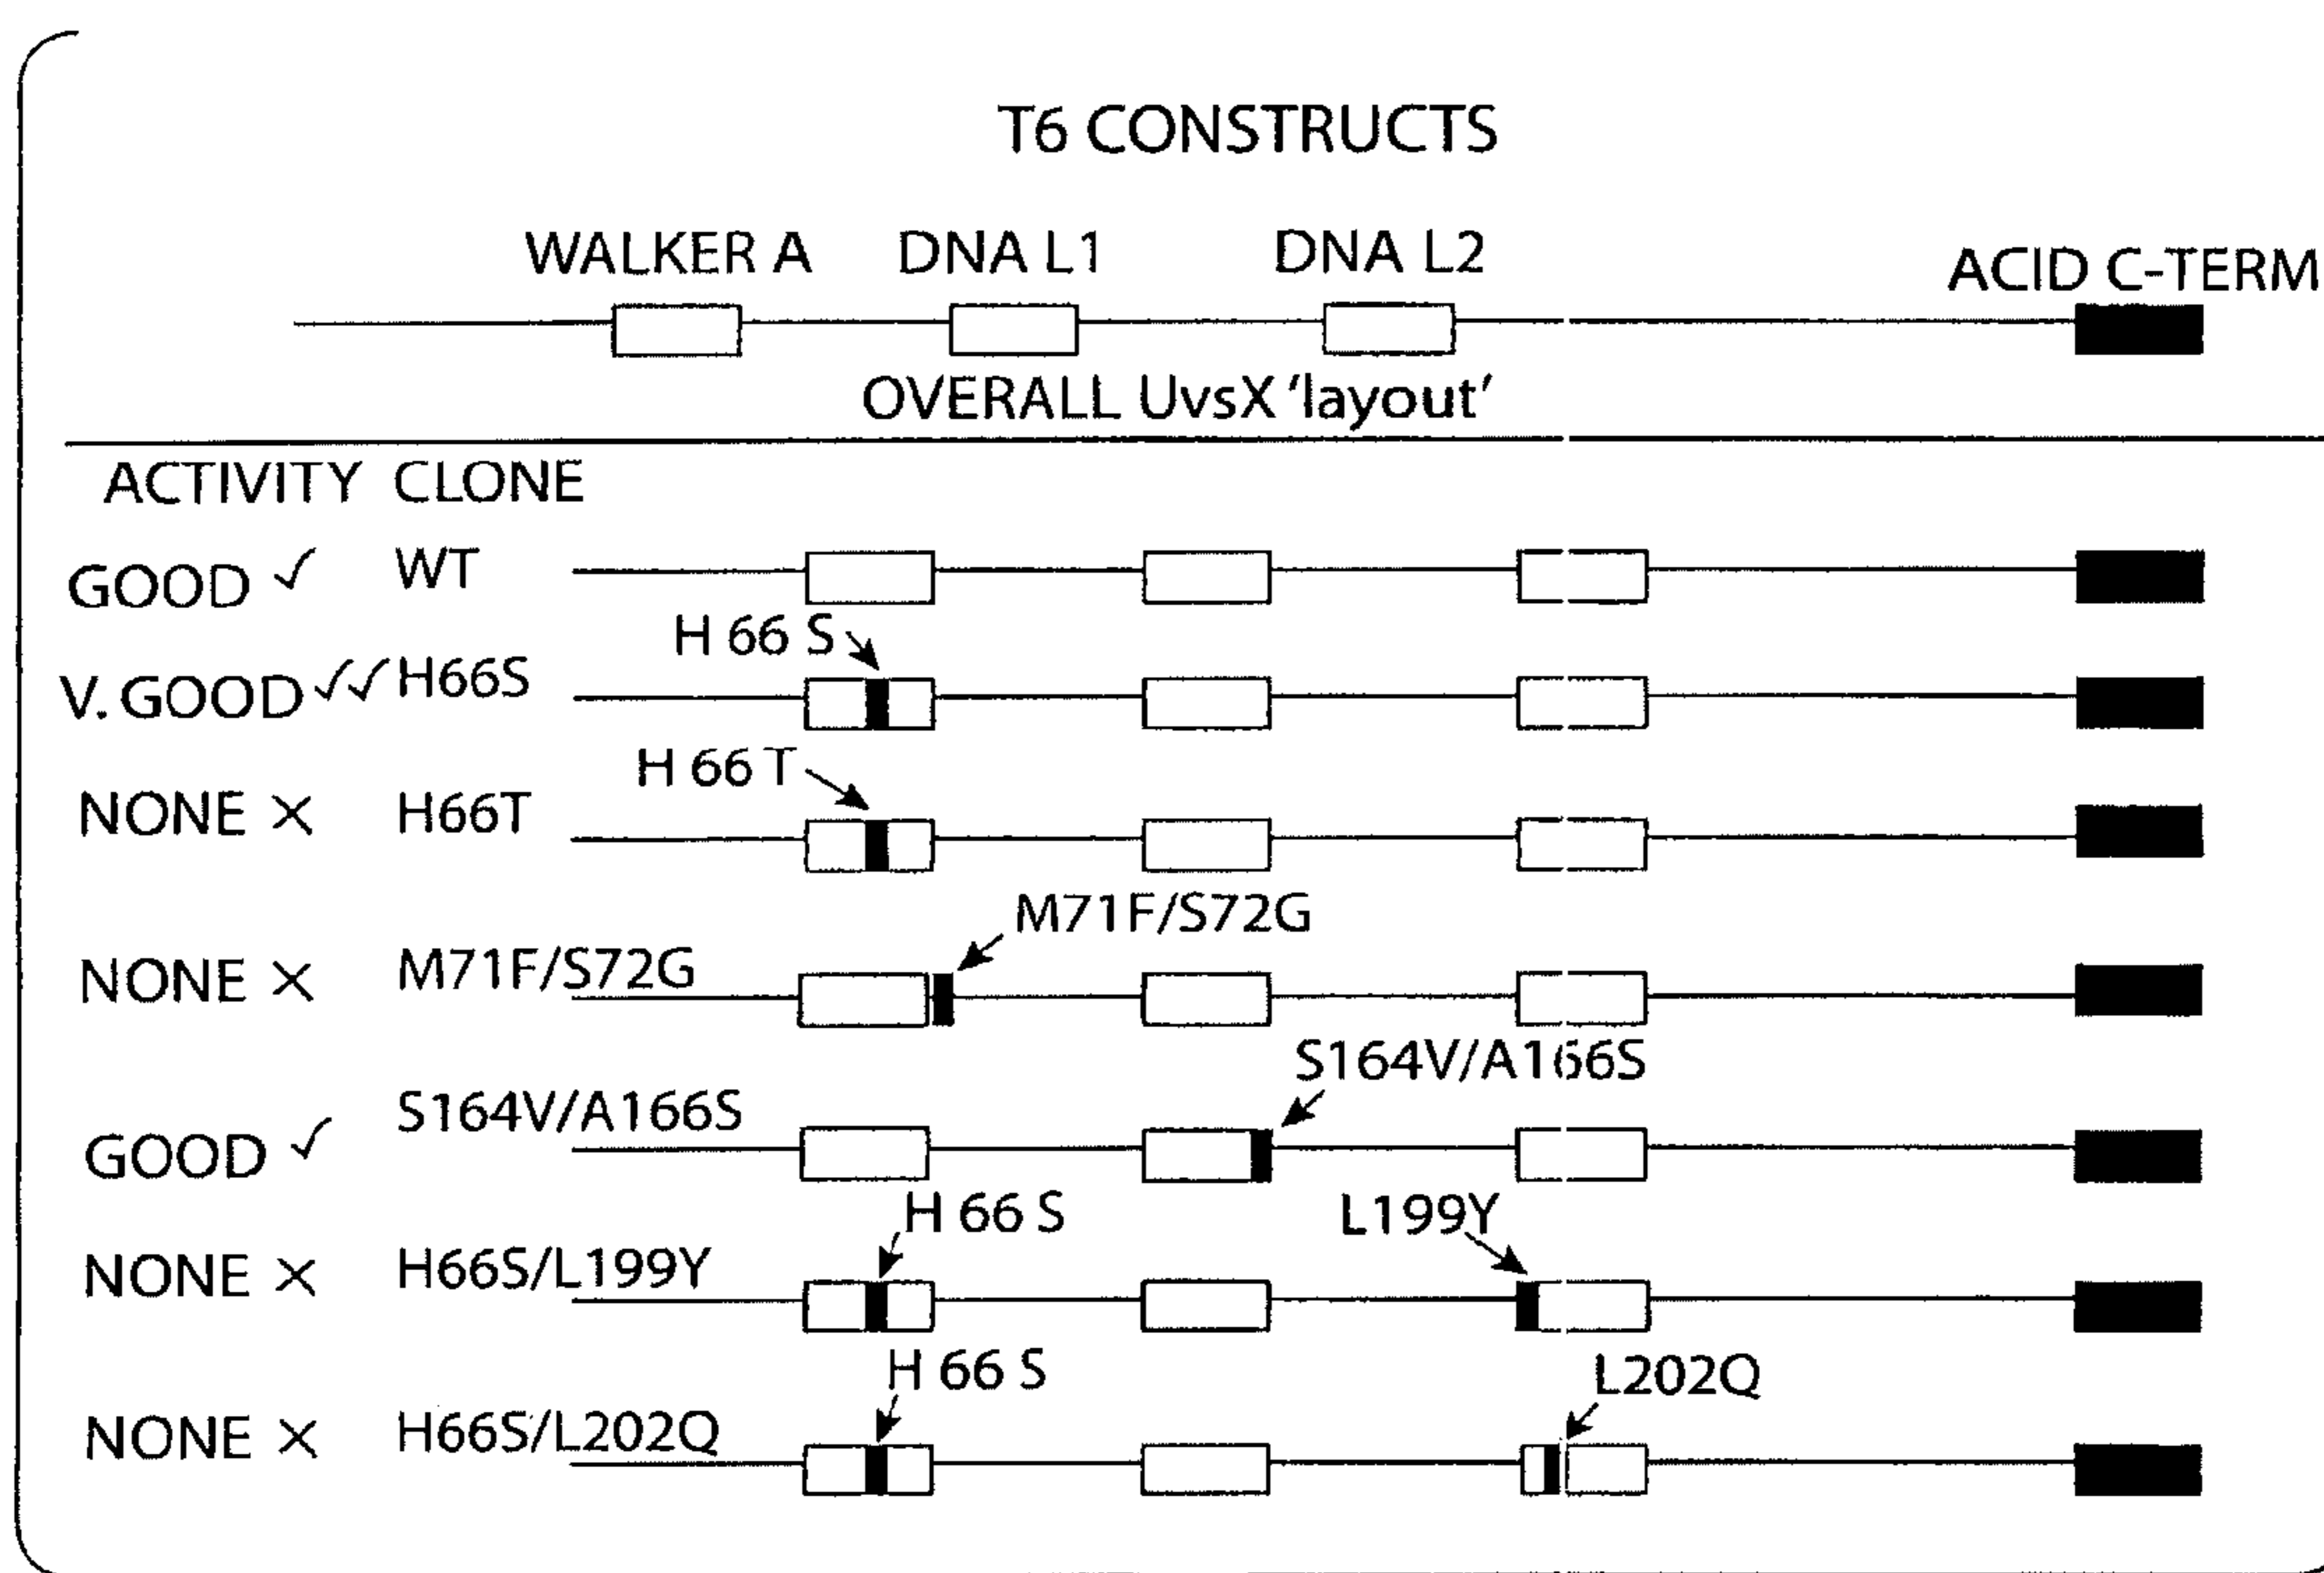 T6 CONSTRUCTS
WALKER A DNA L1 DNA L2 ACID C-TERM
OVERALL UvsX 'layout'
ACTIVITY CLONE
GOOD ✓ WT
H 66 S
V. GOOD ✓✓ H66S
H 66 T
NONE X H66T
M71F/S72G
NONE X M71F/S72G
S164V/A166S
GOOD ✓ S164V/A166S
H 66 S L199Y
NONE X H66S/L199Y
H 66 S L202Q
NONE X H66S/L202Q